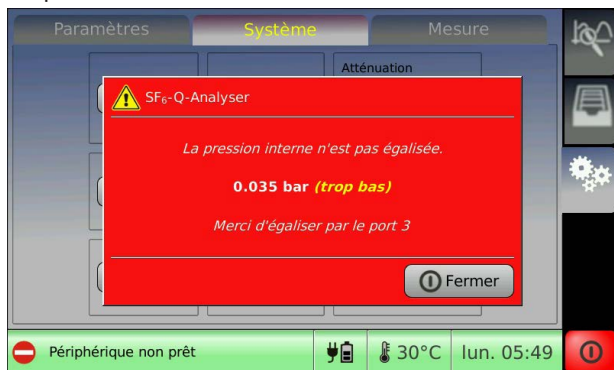 Paramètres
Système
Mesure
Atténuation
SF₆-Q-Analyser
La pression interne n'est pas égalisée.
0.035 bar (trop bas)
Merci d'égaliser par le port 3
Fermer
Périphérique non prêt
30°C
lun. 05:49